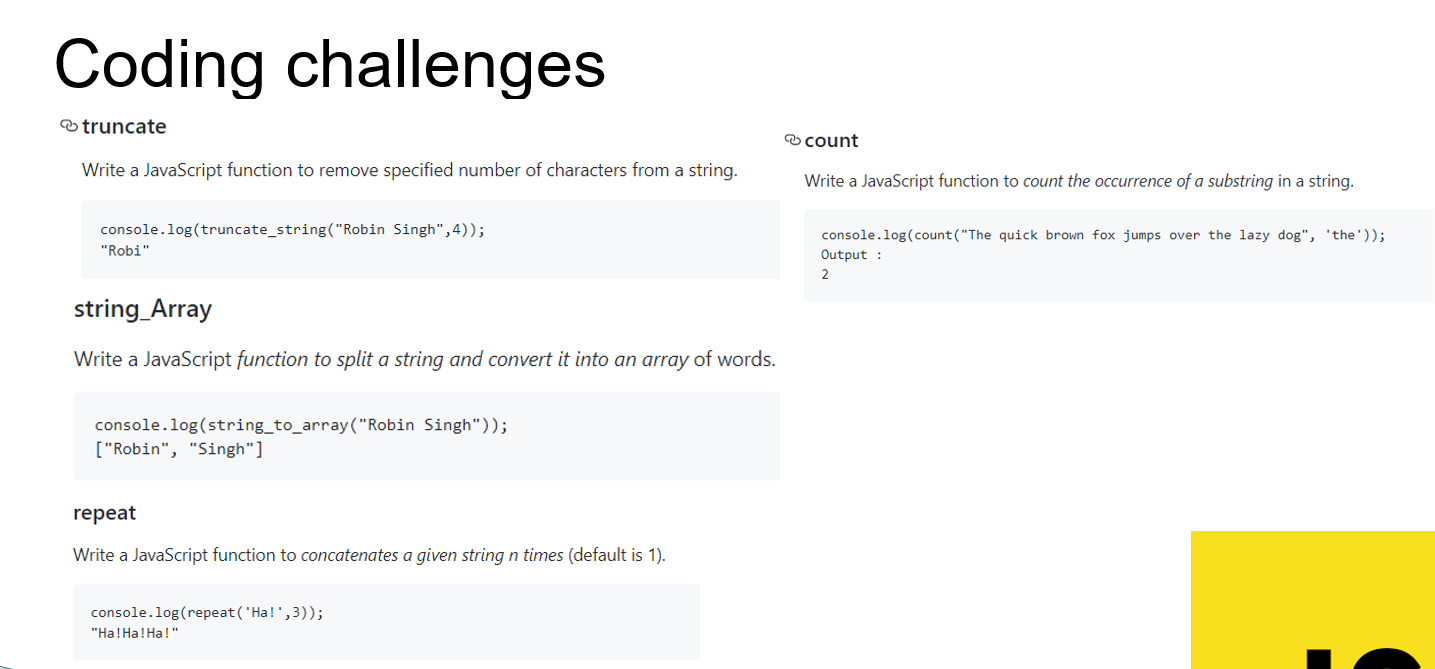 Coding challenges
truncate
Write a JavaScript function to remove specified number of characters from a string.
console.log(truncate_string("Robin Singh",4));
"Robi"
string_Array
Write a JavaScript function to split a string and convert it into an array of words.
console.log(string_to_array("Robin Singh"));
["Robin", "Singh"]
repeat
Write a JavaScript function to concatenates a given string n times (default is 1).
console.log(repeat('Ha!',3));
"Ha!Ha!Ha!"
count
Write a JavaScript function to count the occurrence of a substring in a string.
console.log(count("The quick brown fox jumps over the lazy dog", 'the'));
Output :
2